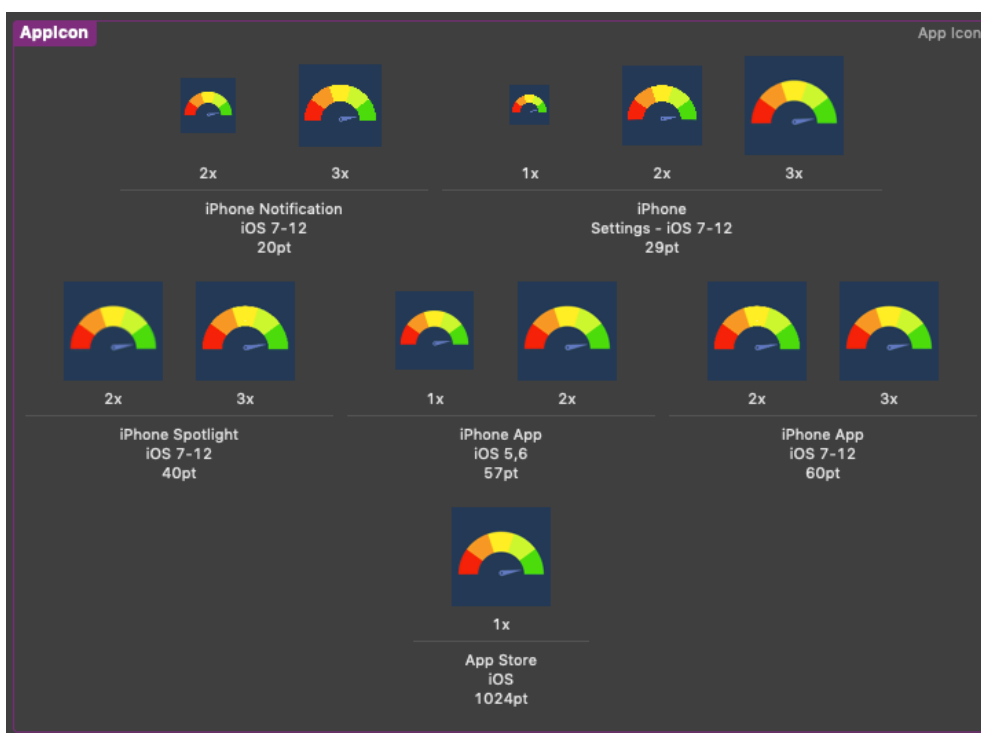 AppIcon
App Icon
2x 3x 1x 2x 3x
iPhone Notification
iOS 7-12
20pt
iPhone
Settings - iOS 7-12
29pt
2x 3x 1x 2x 2x 3x
iPhone Spotlight
iOS 7-12
40pt
iPhone App
iOS 5,6
57pt
iPhone App
iOS 7-12
60pt
1x
App Store
iOS
1024pt